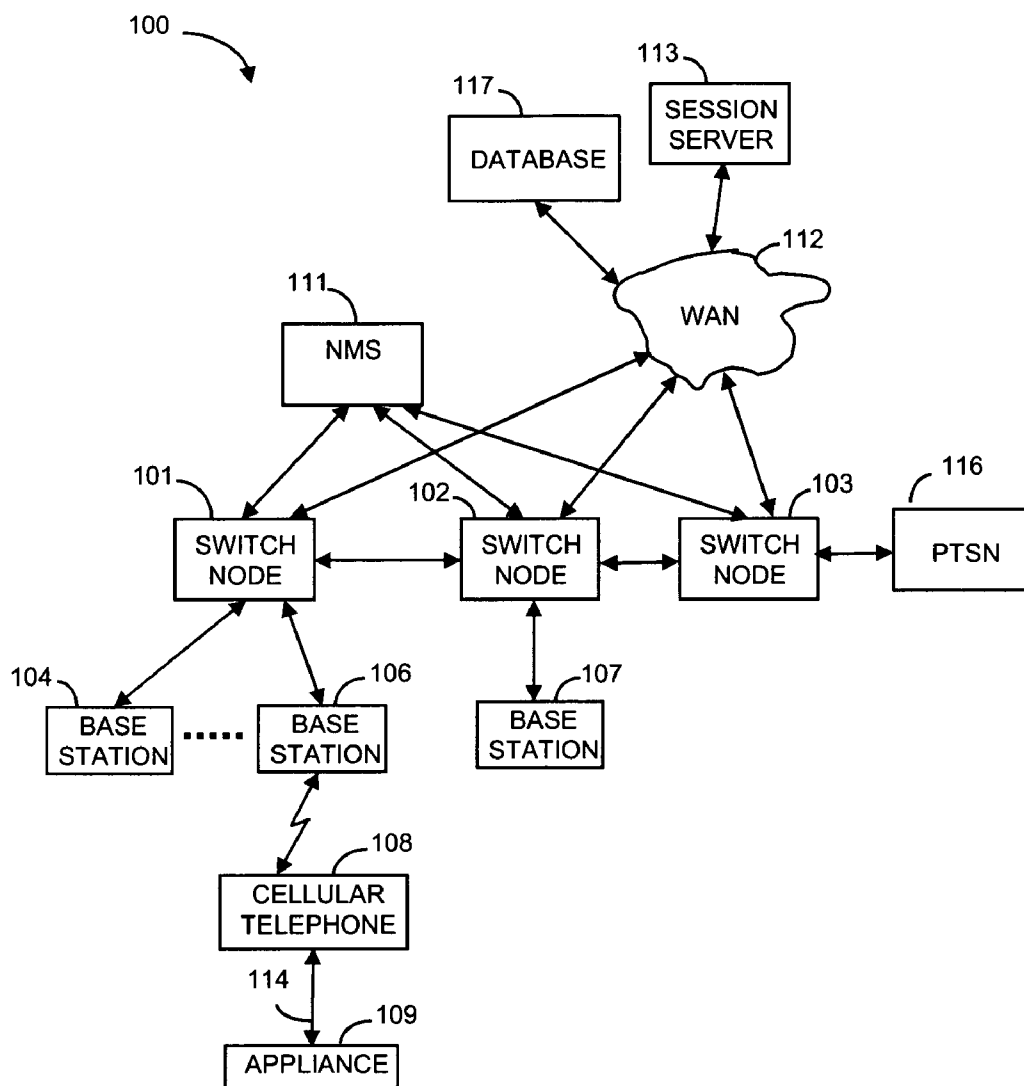 100
113
117
SESSION
SERVER
DATABASE
112
111
WAN
NMS
101
102
103
116
SWITCH
NODE
SWITCH
NODE
SWITCH
NODE
PTSN
104
106
107
BASE
STATION
BASE
STATION
BASE
STATION
108
CELLULAR
TELEPHONE
114
109
APPLIANCE